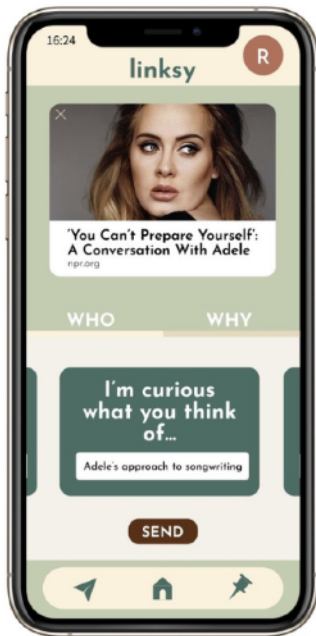 16:24
linksy
R
'You Can't Prepare Yourself':
A Conversation With Adele
npr.org
WHO
WHY
I'm curious
what you think
of...
Adele's approach to songwriting
SEND